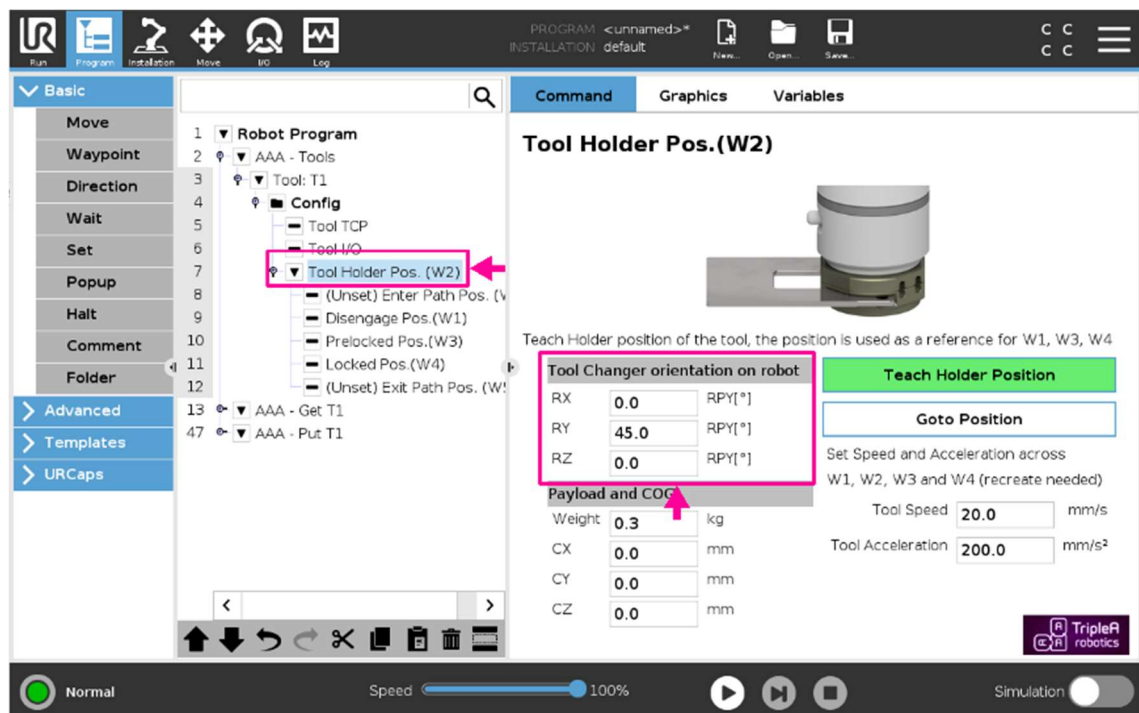 PROGRAM <unnamed>*
INSTALLATION default
Run Program Installation Move I/O Log New... Open... Save...
C C
C C
Basic
Move
Waypoint
Direction
Wait
Set
Popup
Halt
Comment
Folder
Advanced
Templates
URCaps
1 Robot Program
2 AAA - Tools
3 Tool: T1
4 Config
5 Tool TCP
6 Tool I/O
7 Tool Holder Pos. (W2)
8 (Unset) Enter Path Pos. (
9 Disengage Pos.(W1)
10 Prelocked Pos.(W3)
11 Locked Pos.(W4)
12 (Unset) Exit Path Pos. (
13 AAA - Get T1
47 AAA - Put T1
Command Graphics Variables
Tool Holder Pos.(W2)
Teach Holder position of the tool, the position is used as a reference for W1, W3, W4
Tool Changer orientation on robot
RX 0.0 RPY[°]
RY 45.0 RPY[°]
RZ 0.0 RPY[°]
Payload and COG
Weight 0.3 kg
CX 0.0 mm
CY 0.0 mm
CZ 0.0 mm
Teach Holder Position
Goto Position
Set Speed and Acceleration across
W1, W2, W3 and W4 (recreate needed)
Tool Speed 20.0 mm/s
Tool Acceleration 200.0 mm/s²
TripleA
robotics
Normal
Speed 100%
Simulation